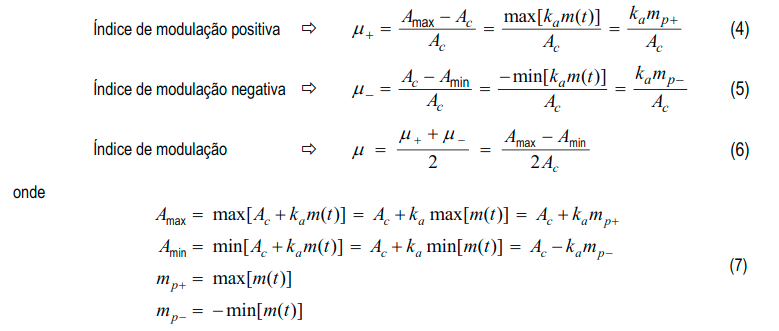 Índice de modulação positiva ⇨ μ₊ = (A_max − A_c)/A_c = max[k_a m(t)]/A_c = k_a m_p+/A_c (4)
Índice de modulação negativa ⇨ μ₋ = (A_c − A_min)/A_c = −min[k_a m(t)]/A_c = k_a m_p−/A_c (5)
Índice de modulação ⇨ μ = (μ₊ + μ₋)/2 = (A_max − A_min)/2A_c (6)
onde
A_max = max[A_c + k_a m(t)] = A_c + k_a max[m(t)] = A_c + k_a m_p+
A_min = min[A_c + k_a m(t)] = A_c + k_a min[m(t)] = A_c − k_a m_p−
(7)
m_p+ = max[m(t)]
m_p− = −min[m(t)]